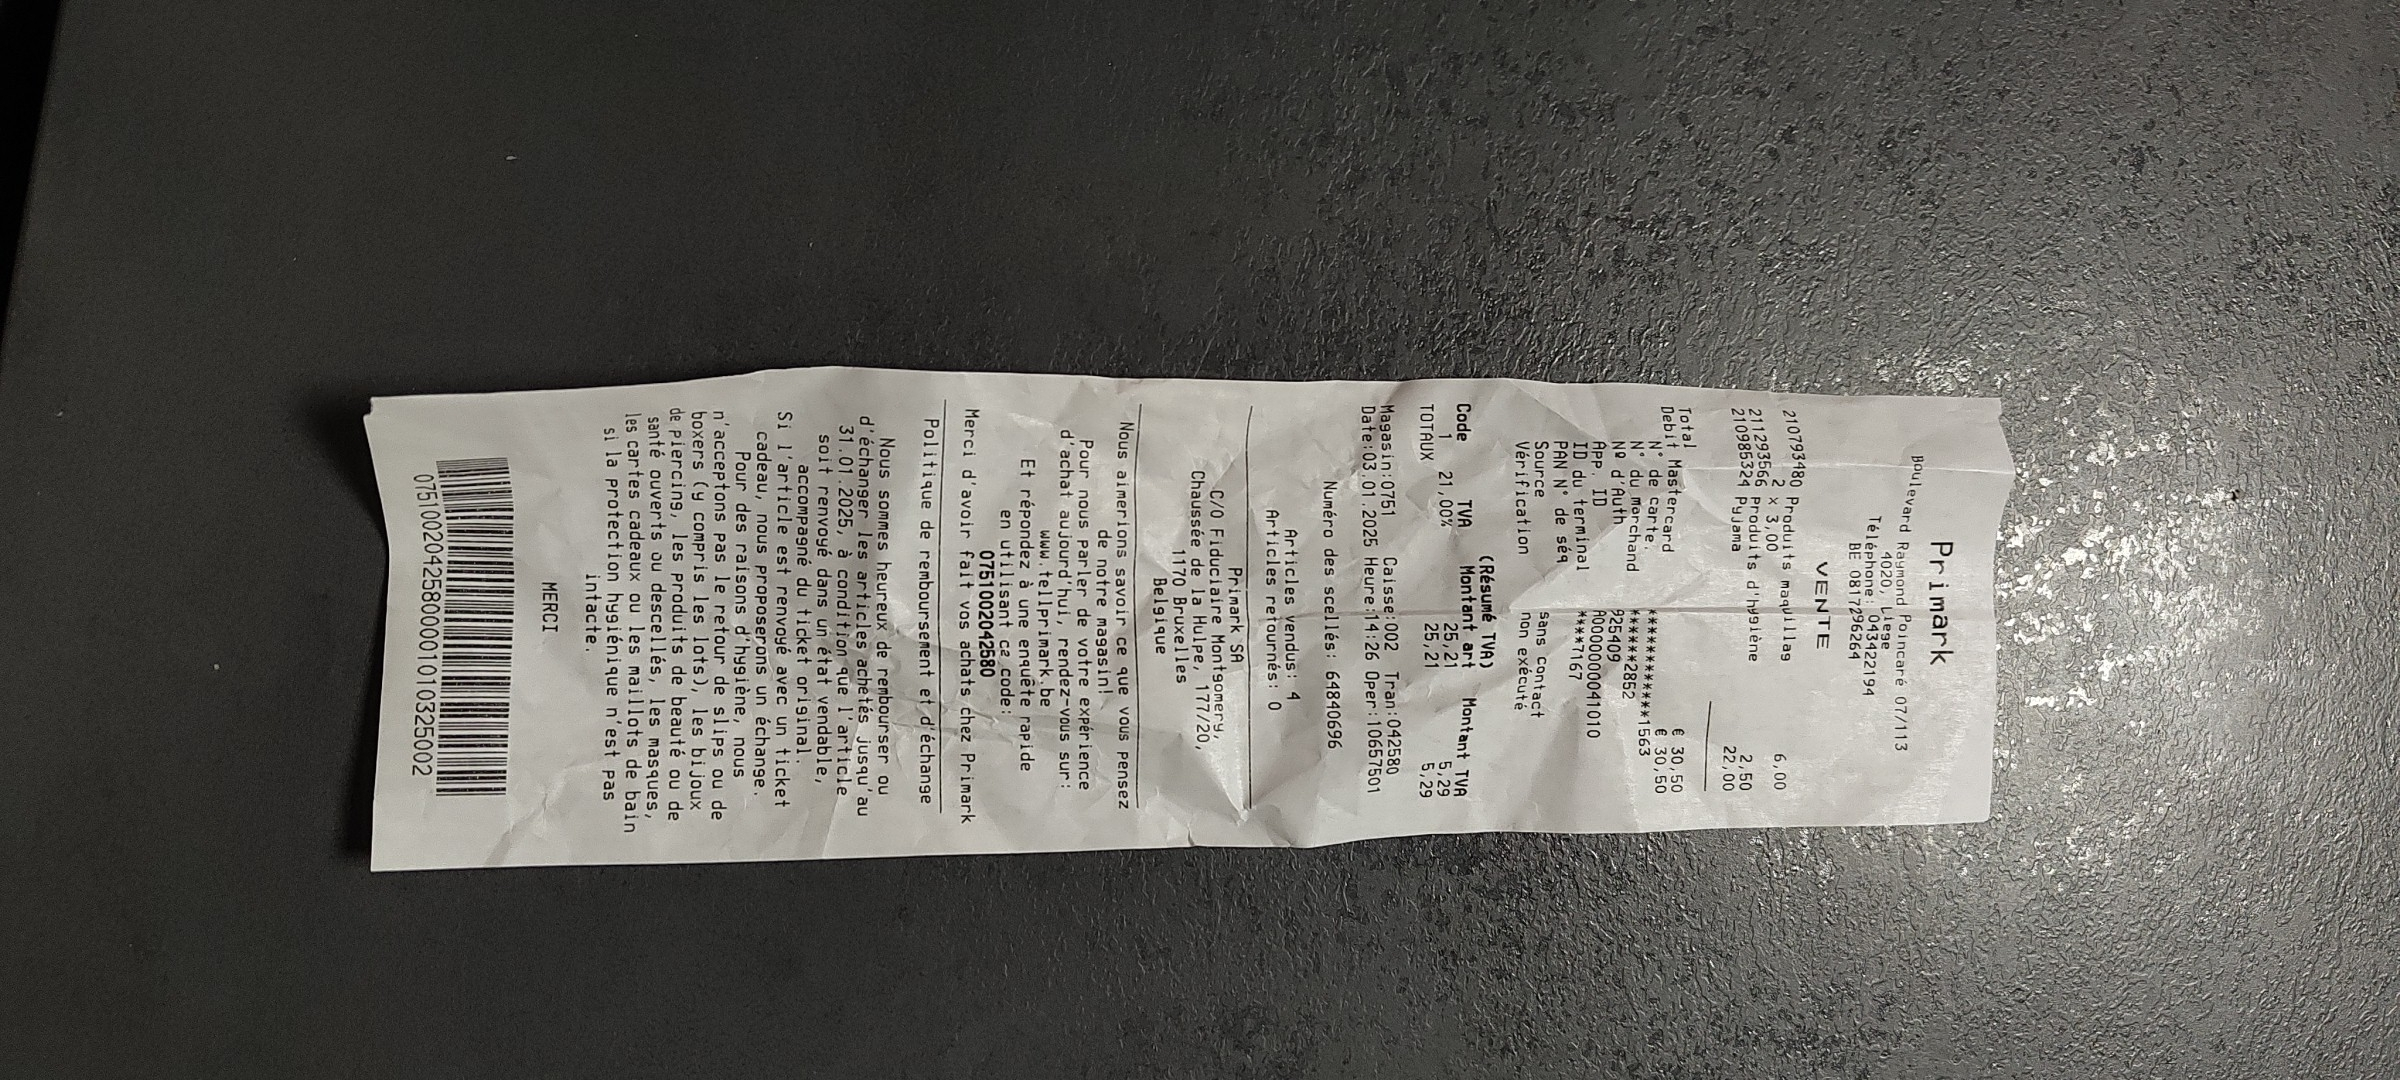 Primark
Boulevard Raymond Poincaré 07/113
4020, Liege
Téléphone: 043422194
BE 0817296264
VENTE
210793480 Produits maquillag
2 x 3,00 6,00
211293566 Produits d'hygiène 2,50
210985324 Pyjama 22,00
Total € 30,50
Debit Mastercard € 30,50
N° de carte: ************1563
N° du marchand ******2852
Nº d'Auth 925409
App. ID A0000000041010
ID du terminal ****7167
PAN N° de séq
Source sans contact
Vérification non exécuté
(Résumé TVA)
Code TVA Montant art Montant TVA
1 21,00% 25,21 5,29
TOTAUX 25,21 5,29
Magasin:0751 Caisse:002 Tran:042580
Date:03.01.2025 Heure:14:26 Oper:10657501
Numéro des scellés: 64840696
Articles vendus: 4
Articles retournés: 0
Primark SA
C/O Fiduciaire Montgomery,
Chaussée de la Hulpe, 177/20,
1170 Bruxelles
Belgique
Nous aimerions savoir ce que vous pensez
de notre magasin!
Pour nous parler de votre expérience
d'achat aujourd'hui, rendez-vous sur:
www.tellprimark.be
Et répondez à une enquête rapide
en utilisant ce code:
0751002042580
Merci d'avoir fait vos achats chez Primark
Politique de remboursement et d'échange
Nous sommes heureux de rembourser ou
d'échanger les articles achetés jusqu'au
31.01.2025, à condition que l'article
soit renvoyé dans un état vendable,
accompagné du ticket original.
Si l'article est renvoyé avec un ticket
cadeau, nous proposerons un échange.
Pour des raisons d'hygiène, nous
n'acceptons pas le retour de slips ou de
boxers (y compris les lots), les bijoux
de piercing, les produits de beauté ou de
santé ouverts ou descellés, les masques,
les cartes cadeaux ou les maillots de bain
si la protection hygiénique n'est pas
intacte.
MERCI
07510020425800001010325002